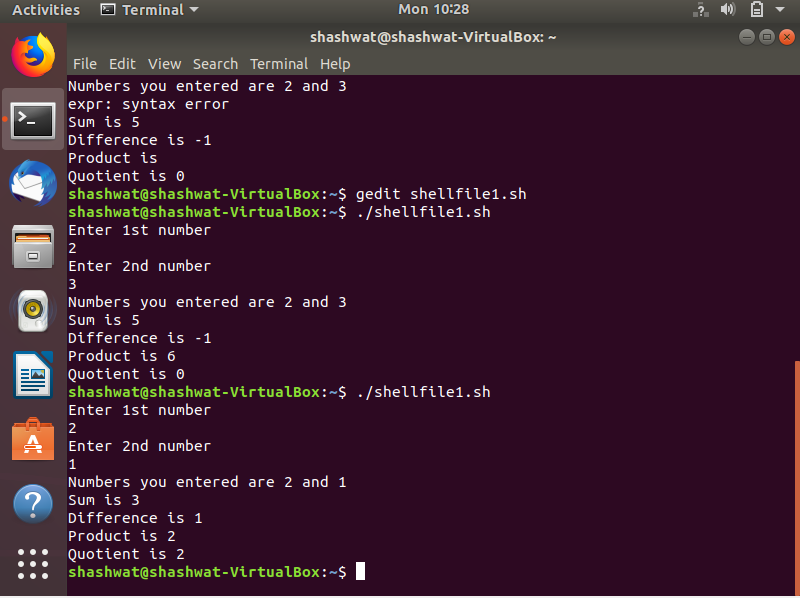 Activities Terminal Mon 10:28
shashwat@shashwat-VirtualBox: ~
File Edit View Search Terminal Help
Numbers you entered are 2 and 3
expr: syntax error
Sum is 5
Difference is -1
Product is
Quotient is 0
shashwat@shashwat-VirtualBox:~$ gedit shellfile1.sh
shashwat@shashwat-VirtualBox:~$ ./shellfile1.sh
Enter 1st number
2
Enter 2nd number
3
Numbers you entered are 2 and 3
Sum is 5
Difference is -1
Product is 6
Quotient is 0
shashwat@shashwat-VirtualBox:~$ ./shellfile1.sh
Enter 1st number
2
Enter 2nd number
1
Numbers you entered are 2 and 1
Sum is 3
Difference is 1
Product is 2
Quotient is 2
shashwat@shashwat-VirtualBox:~$